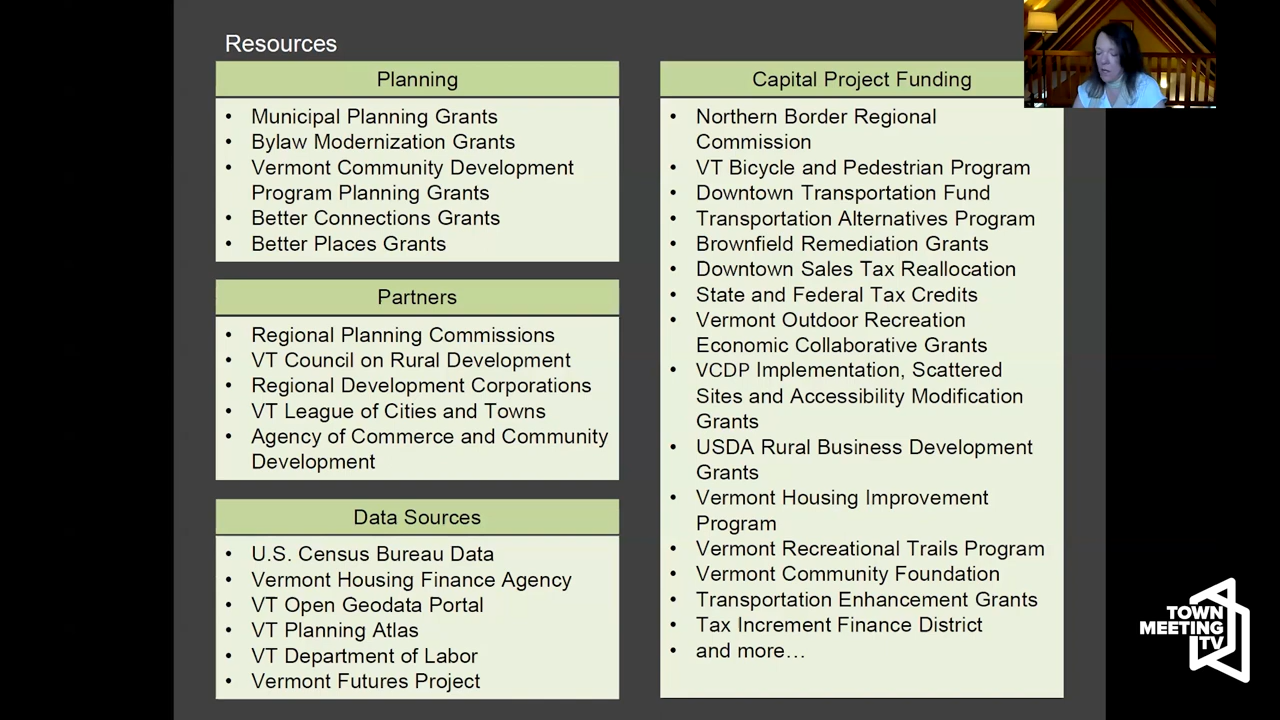 Resources
Planning
• Municipal Planning Grants
• Bylaw Modernization Grants
• Vermont Community Development
Program Planning Grants
• Better Connections Grants
• Better Places Grants
Partners
• Regional Planning Commissions
• VT Council on Rural Development
• Regional Development Corporations
• VT League of Cities and Towns
• Agency of Commerce and Community
Development
Data Sources
• U.S. Census Bureau Data
• Vermont Housing Finance Agency
• VT Open Geodata Portal
• VT Planning Atlas
• VT Department of Labor
• Vermont Futures Project
Capital Project Funding
• Northern Border Regional
Commission
• VT Bicycle and Pedestrian Program
• Downtown Transportation Fund
• Transportation Alternatives Program
• Brownfield Remediation Grants
• Downtown Sales Tax Reallocation
• State and Federal Tax Credits
• Vermont Outdoor Recreation
Economic Collaborative Grants
• VCDP Implementation, Scattered
Sites and Accessibility Modification
Grants
• USDA Rural Business Development
Grants
• Vermont Housing Improvement
Program
• Vermont Recreational Trails Program
• Vermont Community Foundation
• Transportation Enhancement Grants
• Tax Increment Finance District
• and more…
TOWN
MEETING
TV